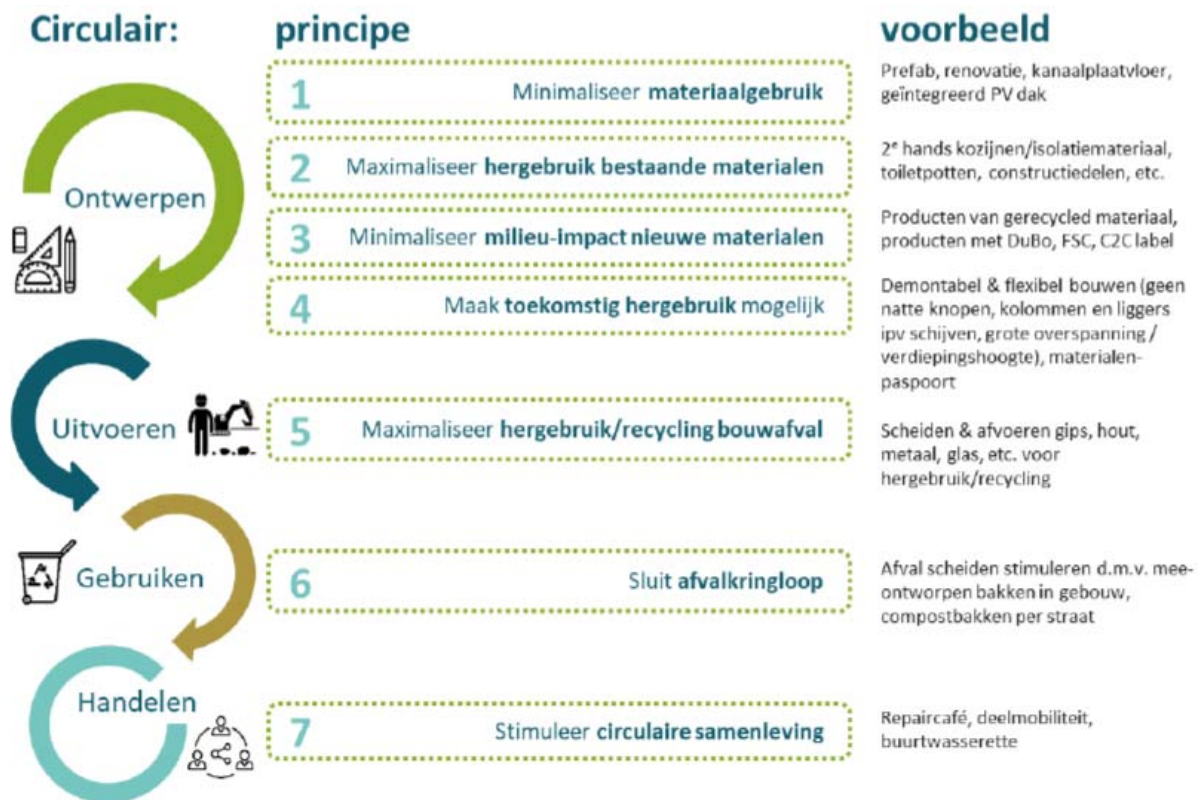 Circulair:
principe
voorbeeld
Ontwerpen
1 Minimaliseer materiaalgebruik
Prefab, renovatie, kanaalplaatvloer,
geïntegreerd PV dak
2 Maximaliseer hergebruik bestaande materialen
2e hands kozijnen/isolatiemateriaal,
toiletpotten, constructiedelen, etc.
3 Minimaliseer milieu-impact nieuwe materialen
Producten van gerecycled materiaal,
producten met DuBo, FSC, C2C label
4 Maak toekomstig hergebruik mogelijk
Demontabel & flexibel bouwen (geen
natte knopen, kolommen en liggers
ipv schijven, grote overspanning /
verdiepingshoogte), materialen-
paspoort
Uitvoeren
5 Maximaliseer hergebruik/recycling bouwafval
Scheiden & afvoeren gips, hout,
metaal, glas, etc. voor
hergebruik/recycling
Gebruiken
6 Sluit afvalkringloop
Afval scheiden stimuleren d.m.v. mee-
ontworpen bakken in gebouw,
compostbakken per straat
Handelen
7 Stimuleer circulaire samenleving
Repaircafé, deelmobiliteit,
buurtwasserette